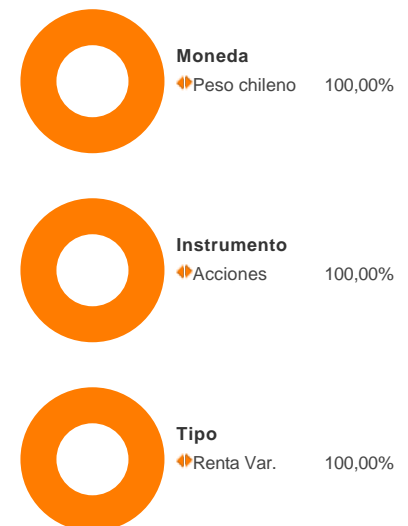 Moneda
Peso chileno 100,00%
Instrumento
Acciones 100,00%
Tipo
Renta Var. 100,00%